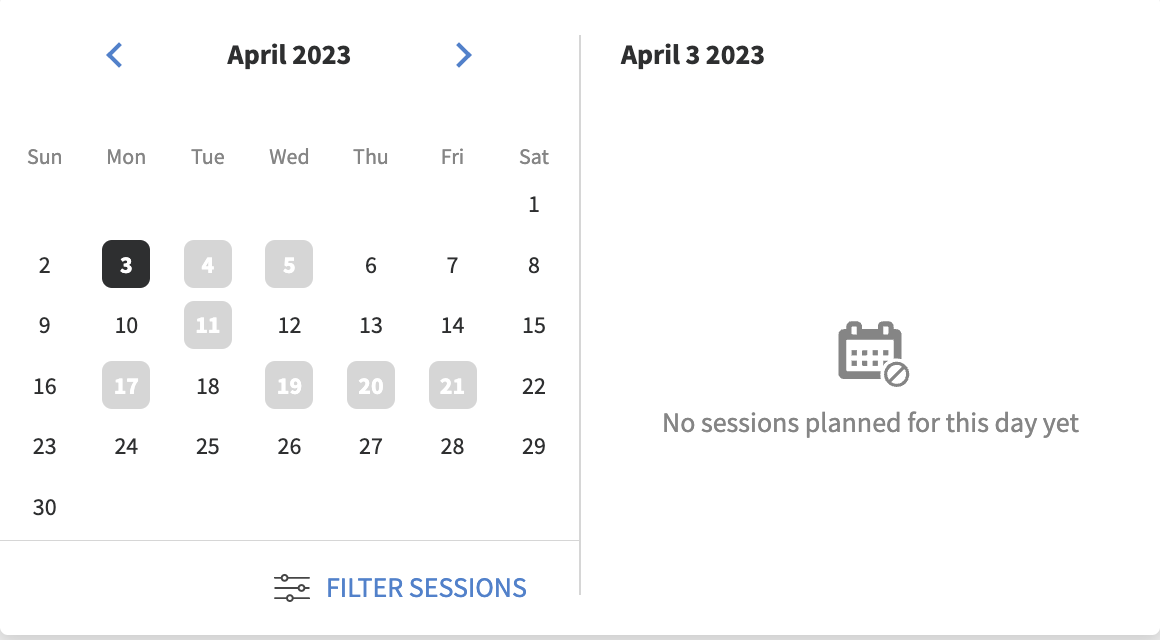 April 2023
Sun Mon Tue Wed Thu Fri Sat
1
2 3 4 5 6 7 8
9 10 11 12 13 14 15
16 17 18 19 20 21 22
23 24 25 26 27 28 29
30
FILTER SESSIONS
April 3 2023
No sessions planned for this day yet